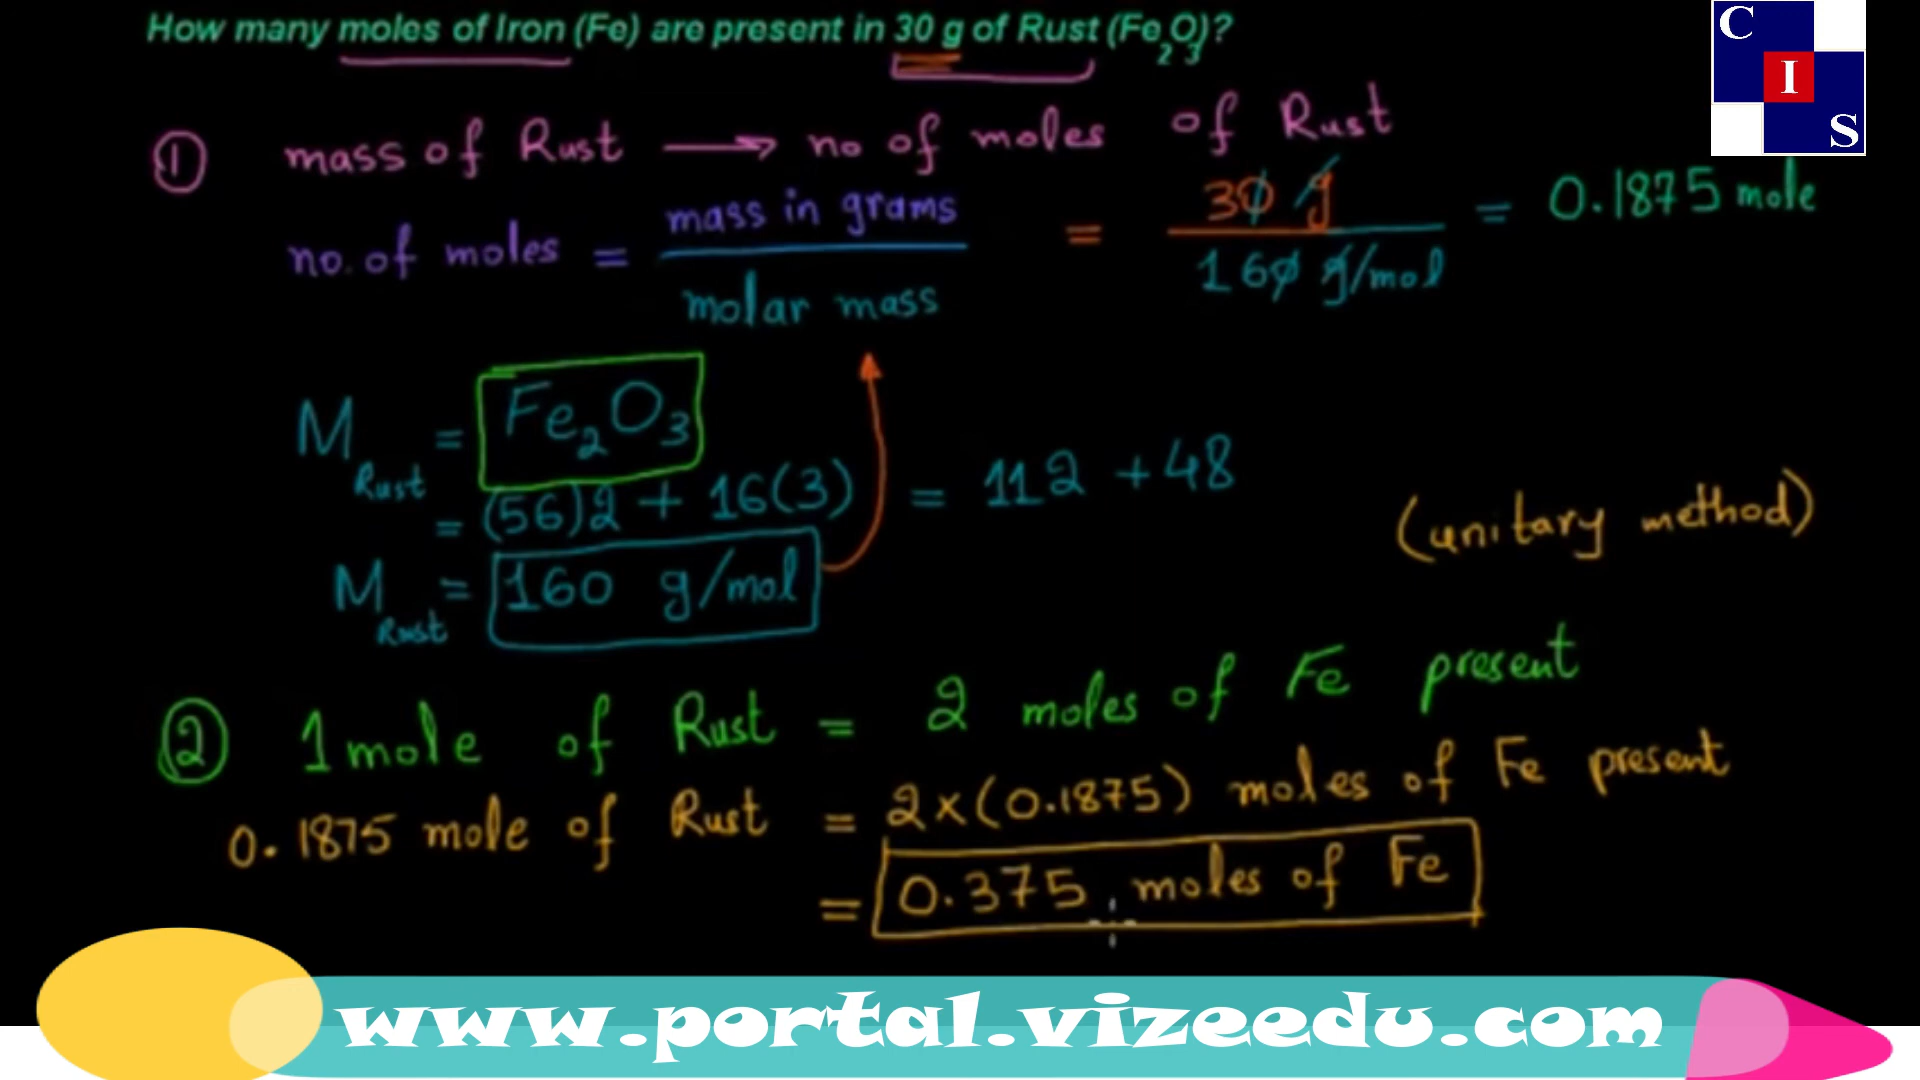 How many moles of Iron (Fe) are present in 30 g of Rust (Fe2O3)?
C
I
S
① mass of Rust → no of moles of Rust
no. of moles = mass in grams / molar mass = 30 g / 160 g/mol = 0.1875 mole
M Rust = Fe2O3
= (56)2 + 16(3) = 112 + 48
(unitary method)
M Rust = 160 g/mol
② 1 mole of Rust = 2 moles of Fe present
0.1875 mole of Rust = 2×(0.1875) moles of Fe present
= 0.375 moles of Fe
www.portal.vizeedu.com